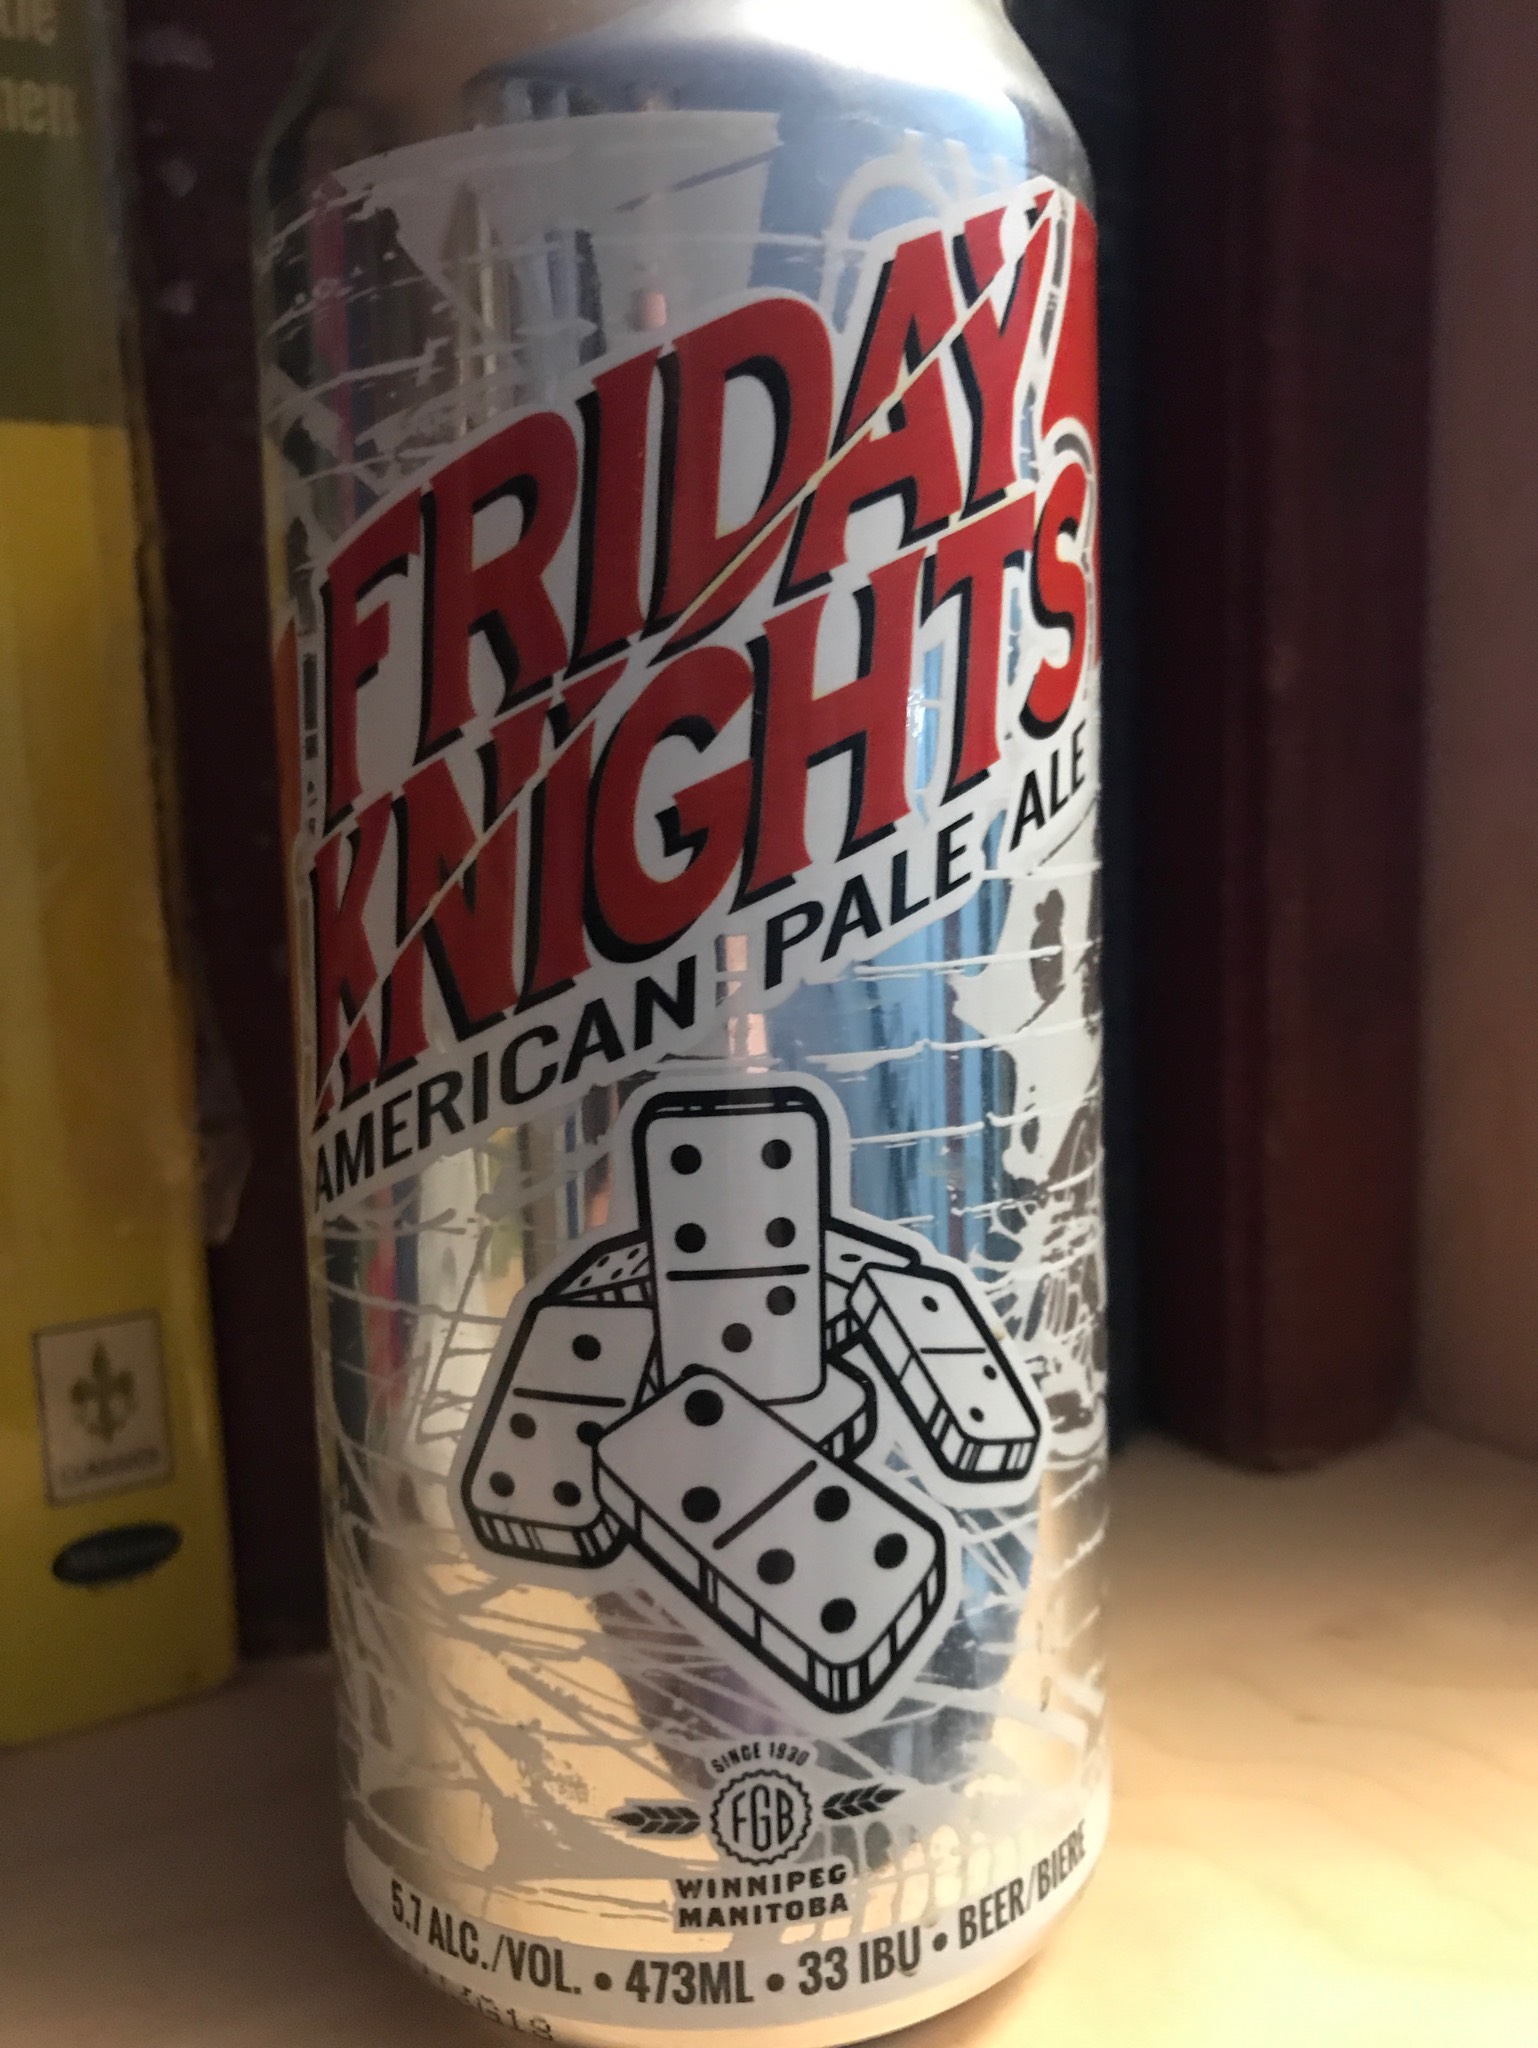 FRIDAY
KNIGHTS
AMERICAN PALE ALE
SINCE 1930
FGB
WINNIPEG
MANITOBA
5.7 ALC./VOL. • 473ML • 33 IBU • BEER/BIERE